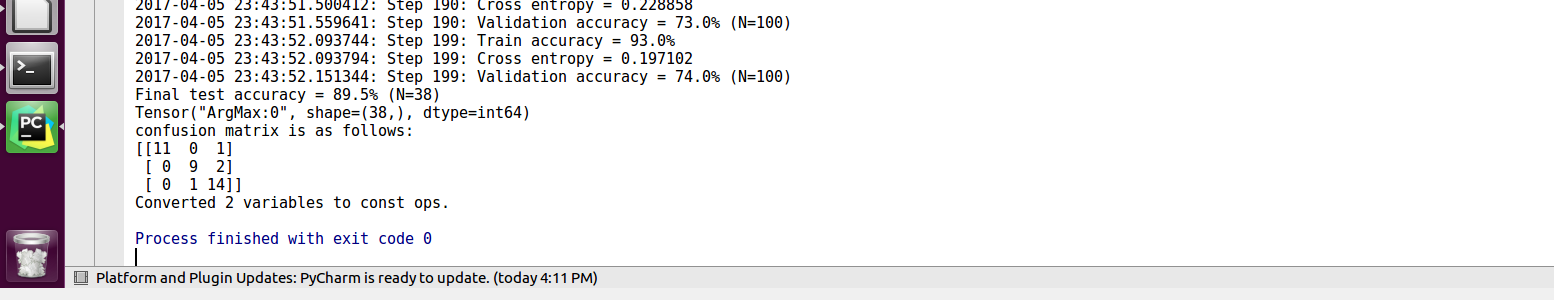 2017-04-05 23:43:51.500412: Step 190: Cross entropy = 0.228858
2017-04-05 23:43:51.559641: Step 190: Validation accuracy = 73.0% (N=100)
2017-04-05 23:43:52.093744: Step 199: Train accuracy = 93.0%
2017-04-05 23:43:52.093794: Step 199: Cross entropy = 0.197102
2017-04-05 23:43:52.151344: Step 199: Validation accuracy = 74.0% (N=100)
Final test accuracy = 89.5% (N=38)
Tensor("ArgMax:0", shape=(38,), dtype=int64)
confusion matrix is as follows:
[[11  0  1]
 [ 0  9  2]
 [ 0  1 14]]
Converted 2 variables to const ops.
Process finished with exit code 0
>_
PC
Platform and Plugin Updates: PyCharm is ready to update. (today 4:11 PM)